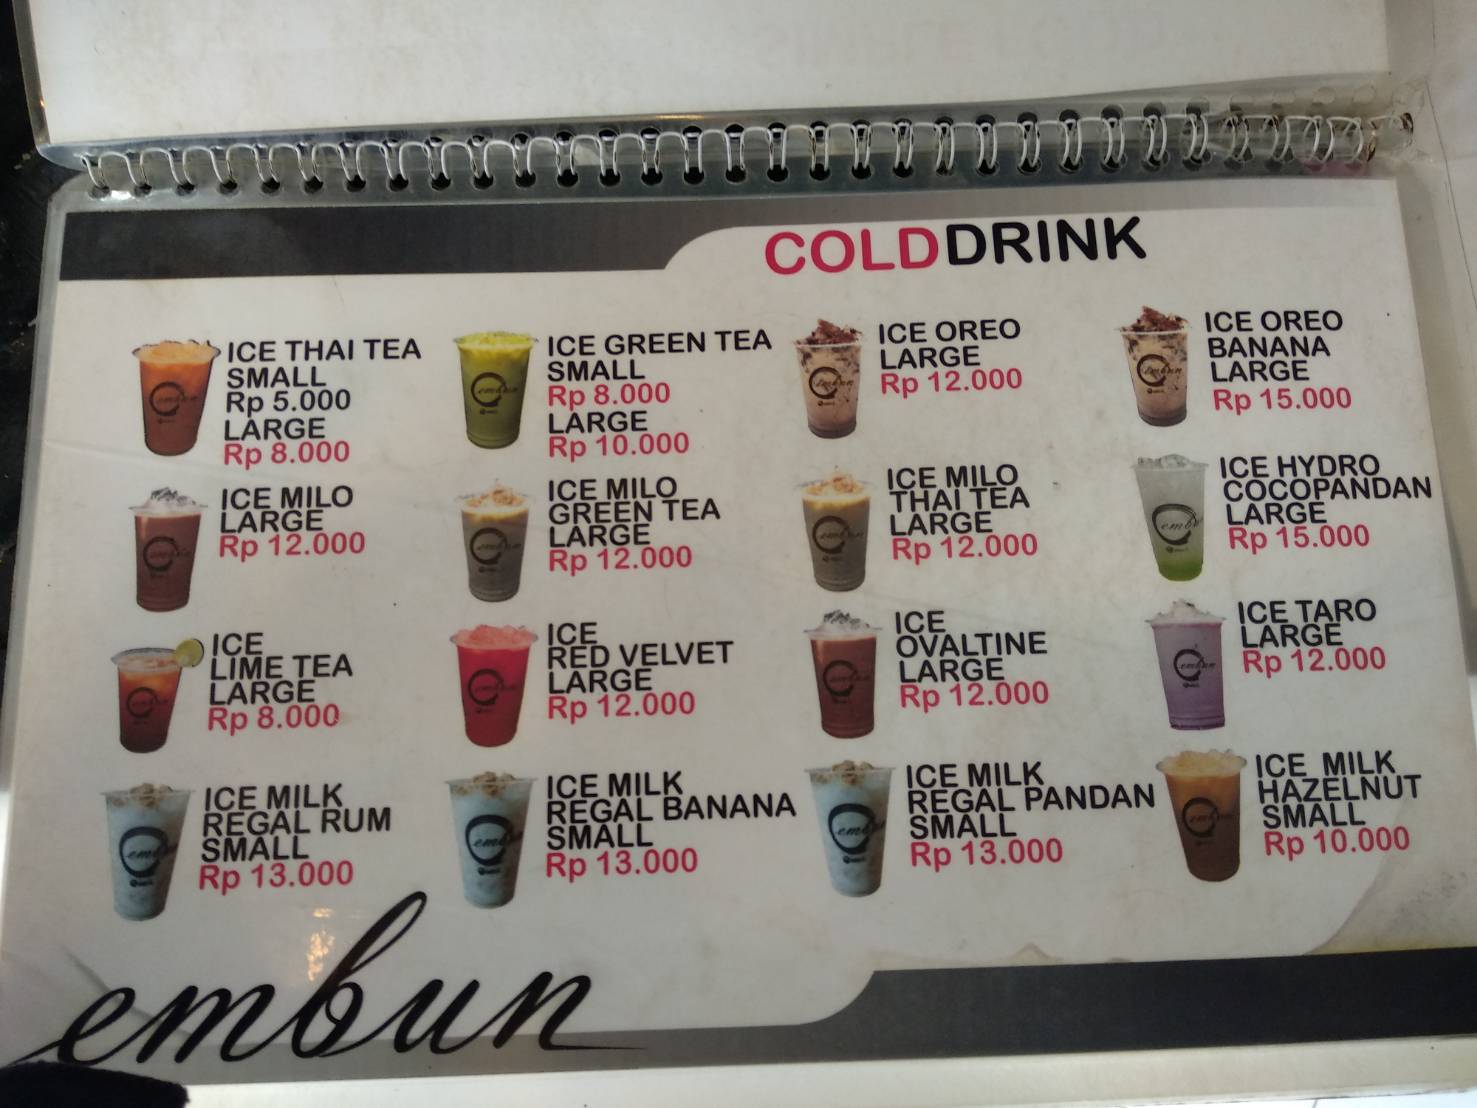 COLDDRINK
ICE THAI TEA
SMALL
Rp 5.000
LARGE
Rp 8.000
ICE GREEN TEA
SMALL
Rp 8.000
LARGE
Rp 10.000
ICE OREO
LARGE
Rp 12.000
ICE OREO
BANANA
LARGE
Rp 15.000
ICE MILO
LARGE
Rp 12.000
ICE MILO
GREEN TEA
LARGE
Rp 12.000
ICE MILO
THAI TEA
LARGE
Rp 12.000
ICE HYDRO
COCOPANDAN
LARGE
Rp 15.000
ICE
LIME TEA
LARGE
Rp 8.000
ICE
RED VELVET
LARGE
Rp 12.000
ICE
OVALTINE
LARGE
Rp 12.000
ICE TARO
LARGE
Rp 12.000
ICE MILK
REGAL RUM
SMALL
Rp 13.000
ICE MILK
REGAL BANANA
SMALL
Rp 13.000
ICE MILK
REGAL PANDAN
SMALL
Rp 13.000
ICE MILK
HAZELNUT
SMALL
Rp 10.000
embun